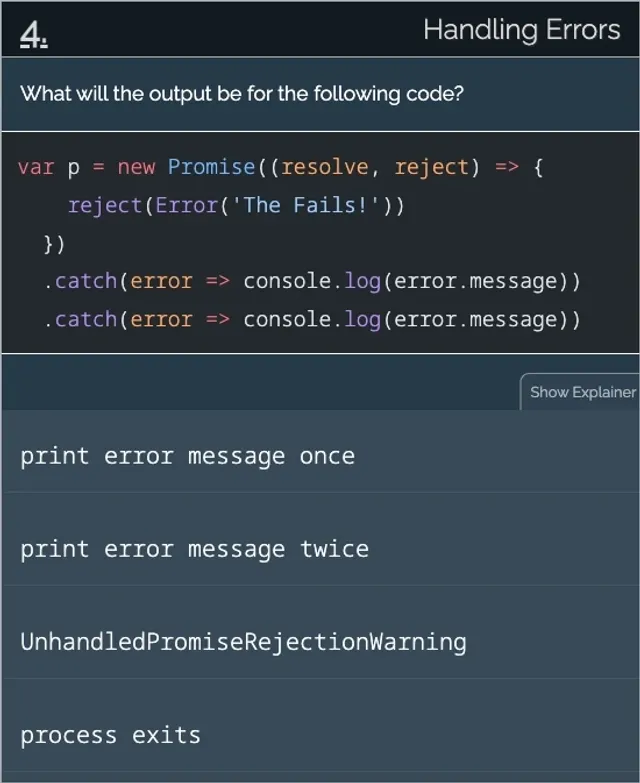 4.
Handling Errors
What will the output be for the following code?
var p = new Promise((resolve, reject) => {
    reject(Error('The Fails!'))
  })
  .catch(error => console.log(error.message))
  .catch(error => console.log(error.message))
Show Explainer
print error message once
print error message twice
UnhandledPromiseRejectionWarning
process exits